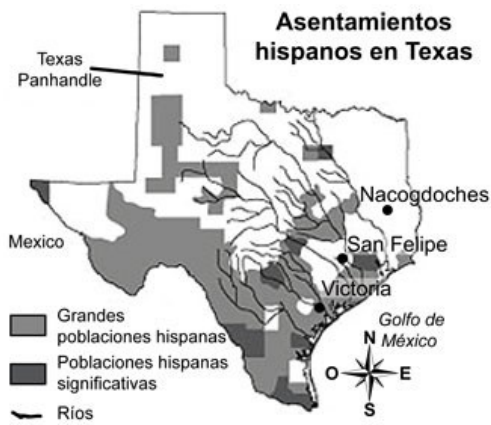 Asentamientos
hispanos en Texas
Texas
Panhandle
Nacogdoches
Mexico
San Felipe
Victoria
Golfo de
México
Grandes
poblaciones hispanas
Poblaciones hispanas
significativas
Ríos
N
O
E
S